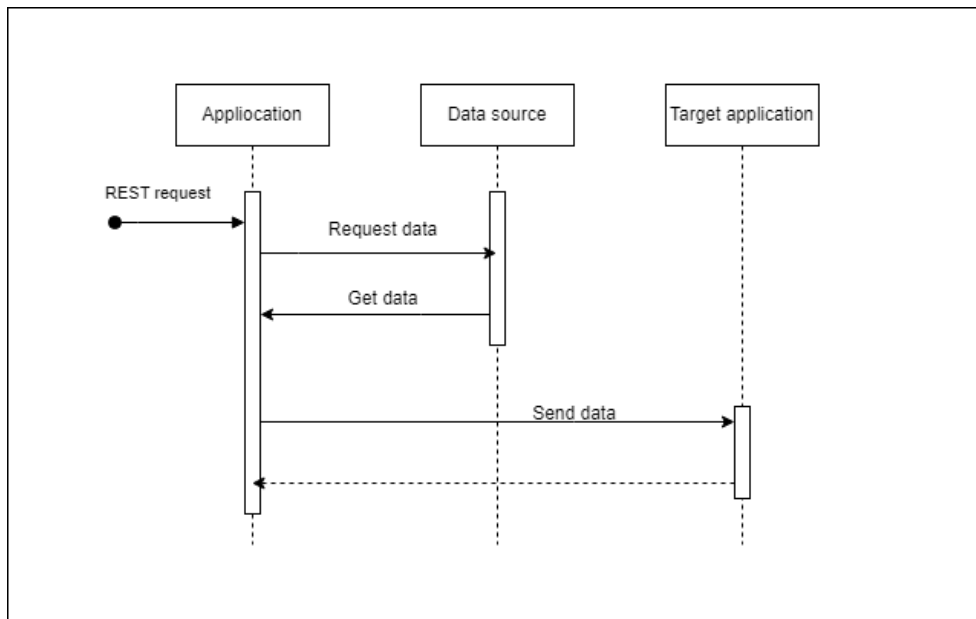 Appliocation
Data source
Target application
REST request
Request data
Get data
Send data